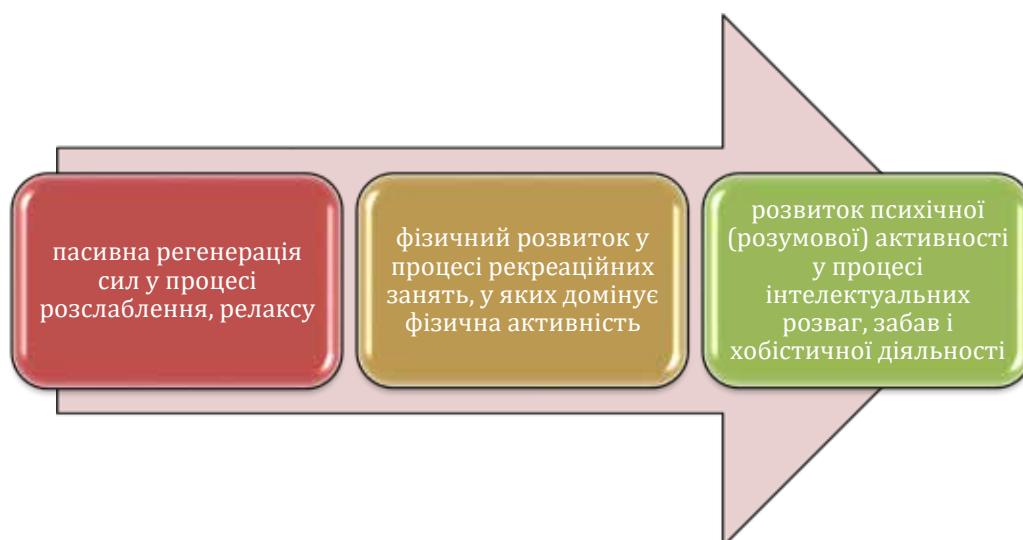 пасивна регенерація
сил у процесі
розслаблення, релаксу
фізичний розвиток у
процесі рекреаційних
занять, у яких домінує
фізична активність
розвиток психічної
(розумової) активності
у процесі
інтелектуальних
розваг, забав і
хобістичної діяльності